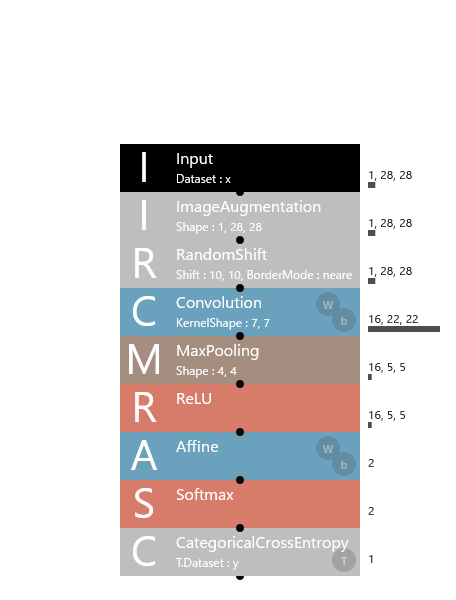 I Input
Dataset : x
1, 28, 28
I ImageAugmentation
Shape : 1, 28, 28
1, 28, 28
R RandomShift
Shift : 10, 10, BorderMode : neare
1, 28, 28
C Convolution W
KernelShape : 7, 7 b
16, 22, 22
M MaxPooling
Shape : 4, 4
16, 5, 5
R ReLU
16, 5, 5
A Affine W
b
2
S Softmax
2
C CategoricalCrossEntropy
T.Dataset : y T
1